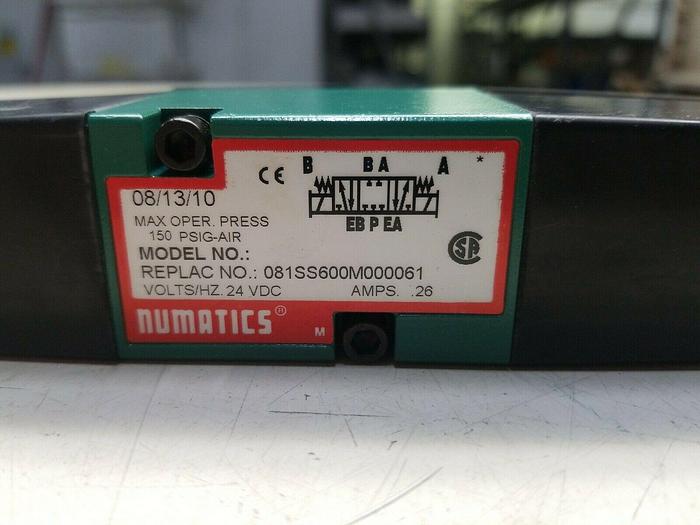 CE B BA A *
EB P EA
08/13/10
MAX OPER. PRESS
150 PSIG-AIR
MODEL NO.:
REPLAC NO.: 081SS600M000061
VOLTS/HZ. 24 VDC AMPS. .26
NUMATICS® M
SA